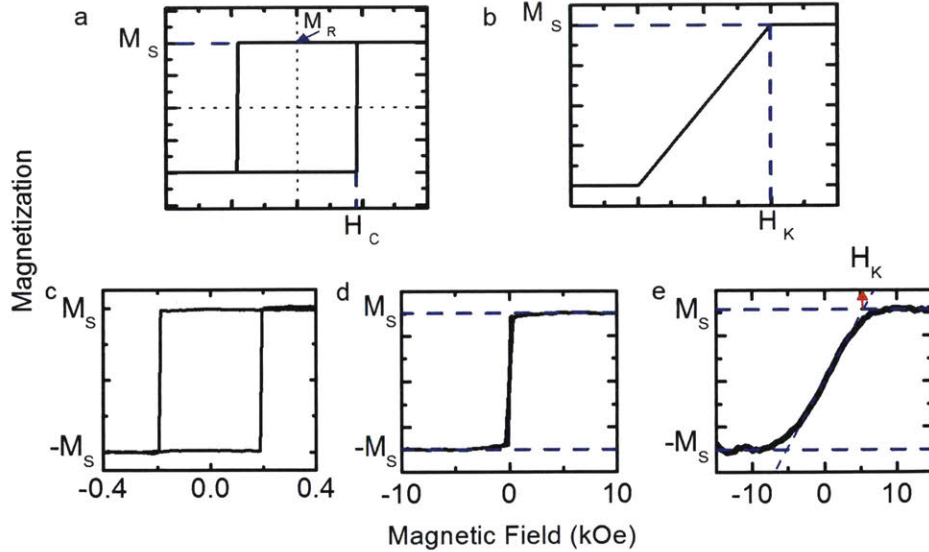 a
M_R
M_S
H_C
b
M_S
H_K
Magnetization
c
M_S
-M_S
-0.4
0.0
0.4
d
M_S
-M_S
-10
0
10
H_K
e
M_S
-M_S
-10
0
10
Magnetic Field (kOe)